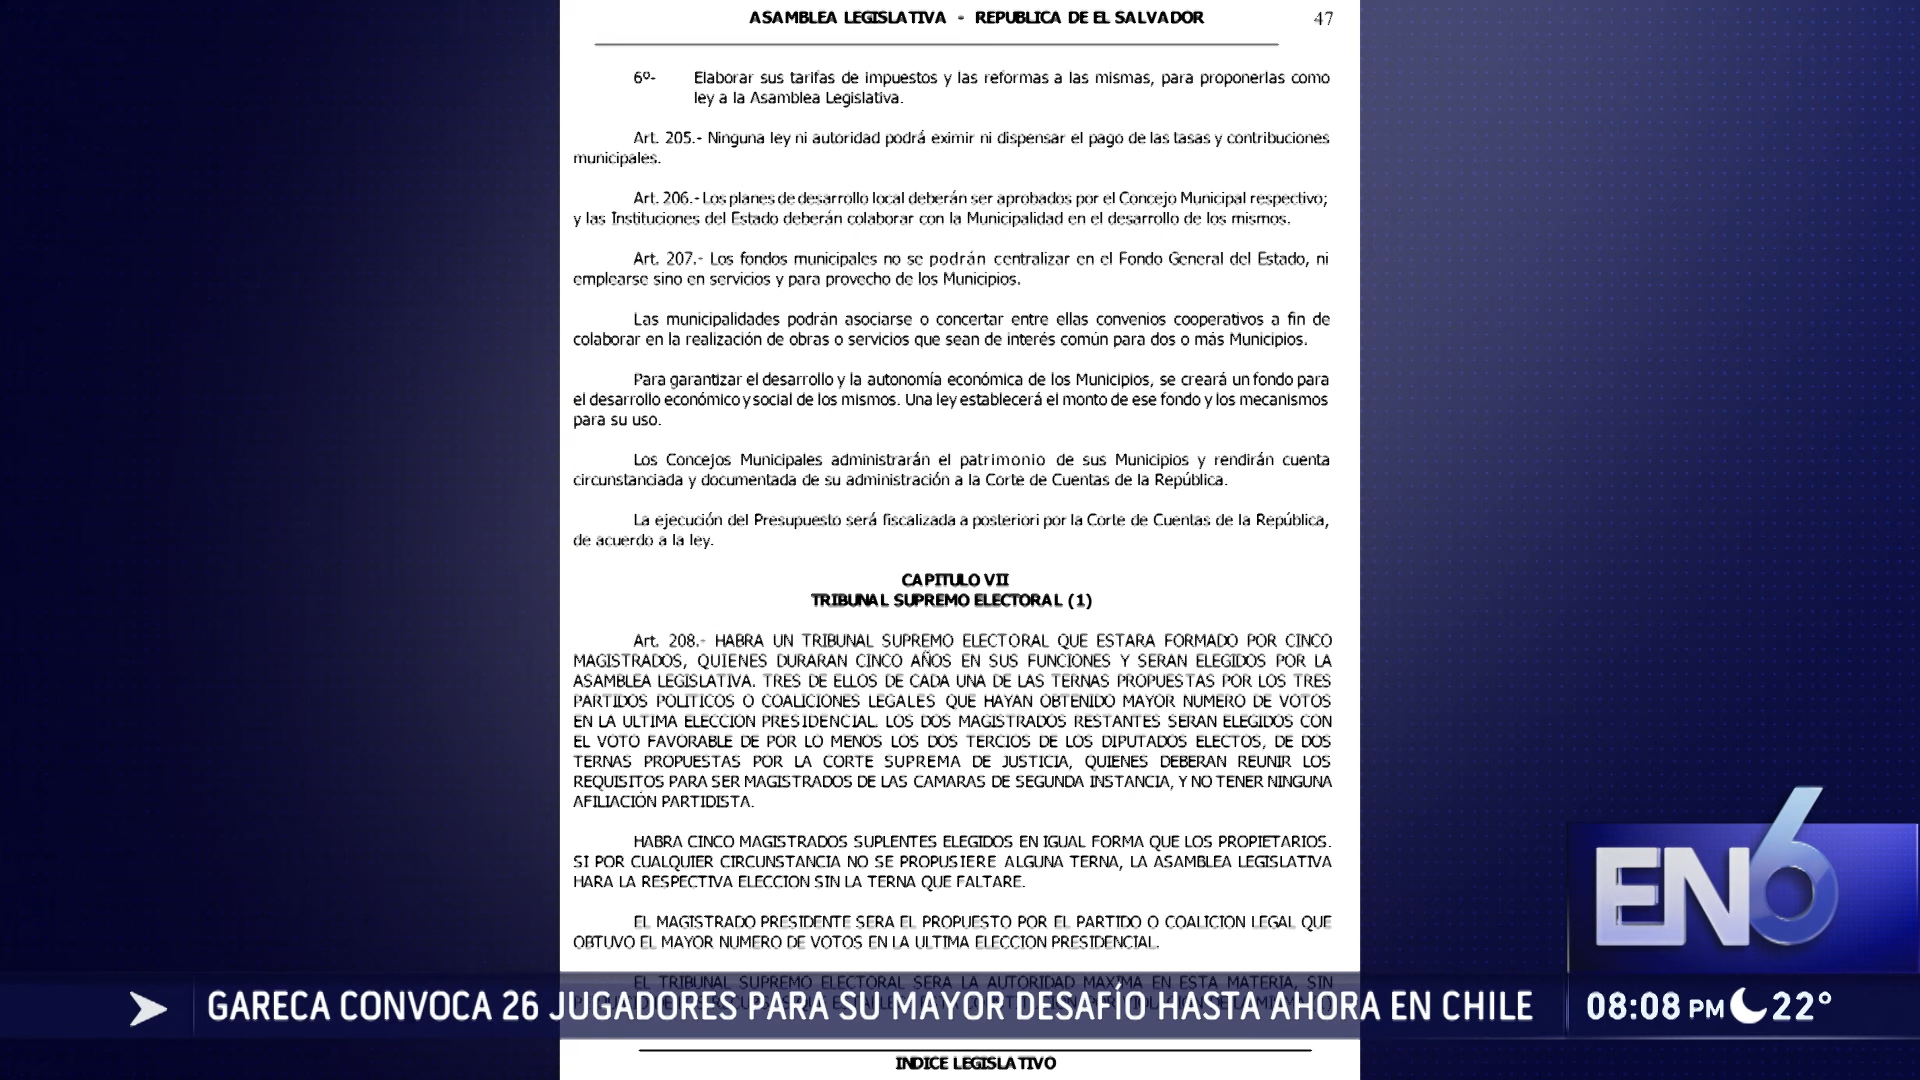 ASAMBLEA LEGISLATIVA - REPUBLICA DE EL SALVADOR 47
6º- Elaborar sus tarifas de impuestos y las reformas a las mismas, para proponerlas como
ley a la Asamblea Legislativa.
Art. 205.- Ninguna ley ni autoridad podrá eximir ni dispensar el pago de las tasas y contribuciones
municipales.
Art. 206.- Los planes de desarrollo local deberán ser aprobados por el Concejo Municipal respectivo;
y las Instituciones del Estado deberán colaborar con la Municipalidad en el desarrollo de los mismos.
Art. 207.- Los fondos municipales no se podrán centralizar en el Fondo General del Estado, ni
emplearse sino en servicios y para provecho de los Municipios.
Las municipalidades podrán asociarse o concertar entre ellas convenios cooperativos a fin de
colaborar en la realización de obras o servicios que sean de interés común para dos o más Municipios.
Para garantizar el desarrollo y la autonomía económica de los Municipios, se creará un fondo para
el desarrollo económico y social de los mismos. Una ley establecerá el monto de ese fondo y los mecanismos
para su uso.
Los Concejos Municipales administrarán el patrimonio de sus Municipios y rendirán cuenta
circunstanciada y documentada de su administración a la Corte de Cuentas de la República.
La ejecución del Presupuesto será fiscalizada a posteriori por la Corte de Cuentas de la República,
de acuerdo a la ley.
CAPITULO VII
TRIBUNAL SUPREMO ELECTORAL (1)
Art. 208.- HABRA UN TRIBUNAL SUPREMO ELECTORAL QUE ESTARA FORMADO POR CINCO
MAGISTRADOS, QUIENES DURARAN CINCO AÑOS EN SUS FUNCIONES Y SERAN ELEGIDOS POR LA
ASAMBLEA LEGISLATIVA. TRES DE ELLOS DE CADA UNA DE LAS TERNAS PROPUESTAS POR LOS TRES
PARTIDOS POLITICOS O COALICIONES LEGALES QUE HAYAN OBTENIDO MAYOR NUMERO DE VOTOS
EN LA ULTIMA ELECCION PRESIDENCIAL. LOS DOS MAGISTRADOS RESTANTES SERAN ELEGIDOS CON
EL VOTO FAVORABLE DE POR LO MENOS LOS DOS TERCIOS DE LOS DIPUTADOS ELECTOS, DE DOS
TERNAS PROPUESTAS POR LA CORTE SUPREMA DE JUSTICIA, QUIENES DEBERAN REUNIR LOS
REQUISITOS PARA SER MAGISTRADOS DE LAS CAMARAS DE SEGUNDA INSTANCIA, Y NO TENER NINGUNA
AFILIACIÓN PARTIDISTA.
HABRA CINCO MAGISTRADOS SUPLENTES ELEGIDOS EN IGUAL FORMA QUE LOS PROPIETARIOS.
SI POR CUALQUIER CIRCUNSTANCIA NO SE PROPUSIERE ALGUNA TERNA, LA ASAMBLEA LEGISLATIVA
HARA LA RESPECTIVA ELECCION SIN LA TERNA QUE FALTARE.
EL MAGISTRADO PRESIDENTE SERA EL PROPUESTO POR EL PARTIDO O COALICION LEGAL QUE
OBTUVO EL MAYOR NUMERO DE VOTOS EN LA ULTIMA ELECCION PRESIDENCIAL.
EL TRIBUNAL SUPREMO ELECTORAL SERA LA AUTORIDAD MAXIMA EN ESTA MATERIA, SIN
EN6
GARECA CONVOCA 26 JUGADORES PARA SU MAYOR DESAFÍO HASTA AHORA EN CHILE
08:08 PM 22°
INDICE LEGISLATIVO